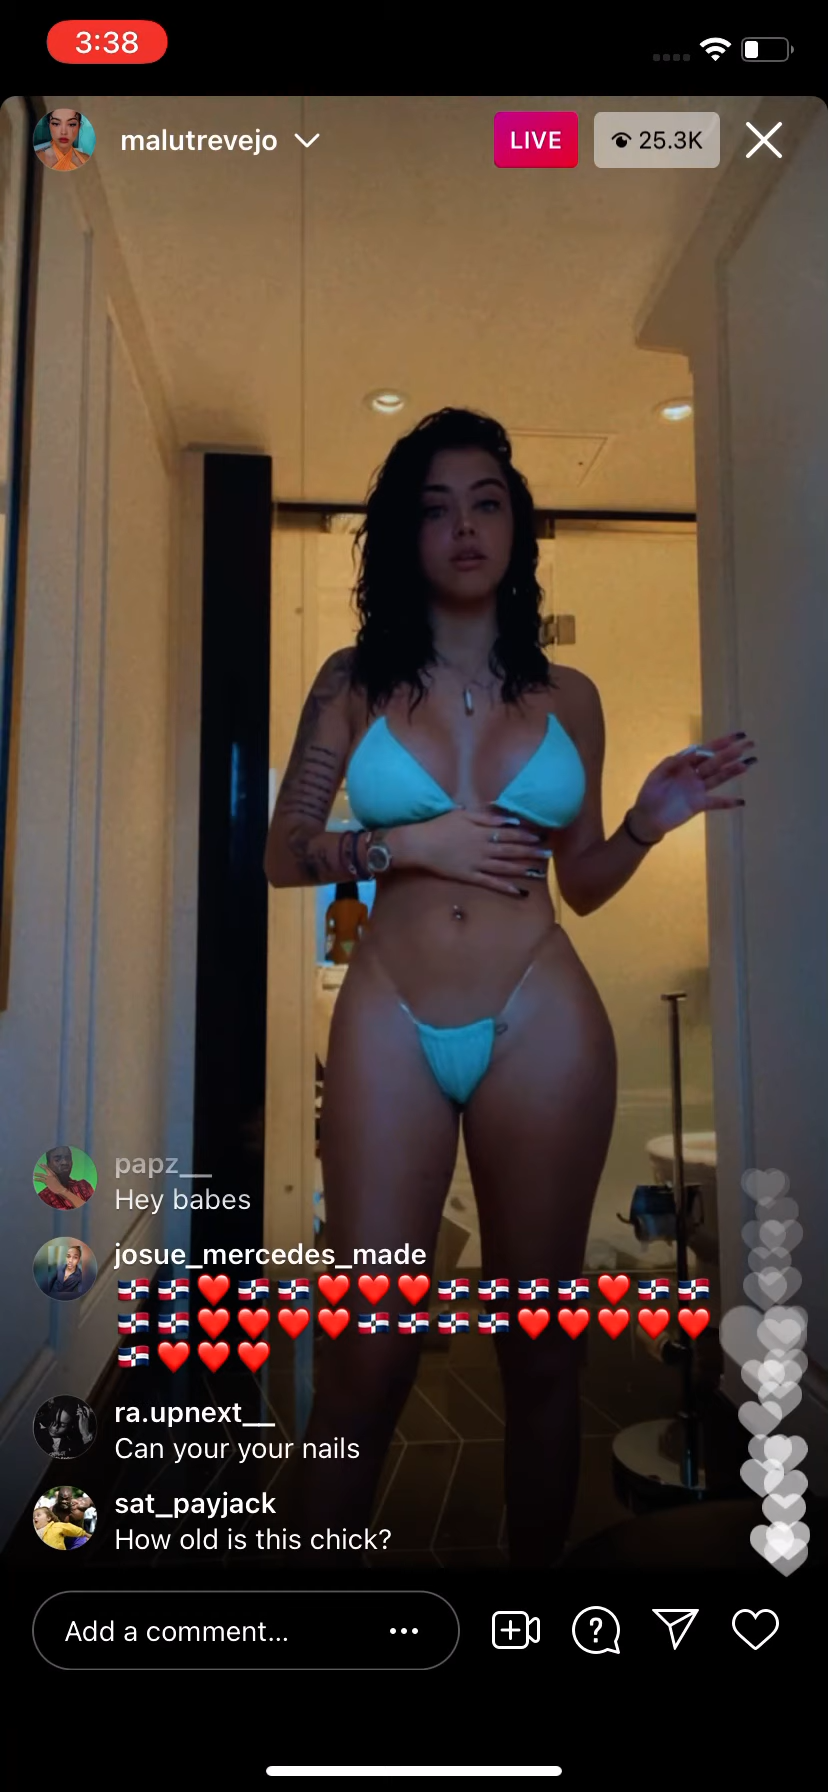 3:38
malutrevejo
LIVE
25.3K
papz__
Hey babes
josue_mercedes_made
🇩🇴🇩🇴❤️🇩🇴🇩🇴❤️❤️❤️🇩🇴🇩🇴🇩🇴🇩🇴❤️🇩🇴🇩🇴
🇩🇴🇩🇴❤️❤️❤️❤️🇩🇴🇩🇴🇩🇴🇩🇴❤️❤️❤️❤️❤️
🇩🇴❤️❤️❤️
ra.upnext__
Can your your nails
sat_payjack
How old is this chick?
Add a comment...